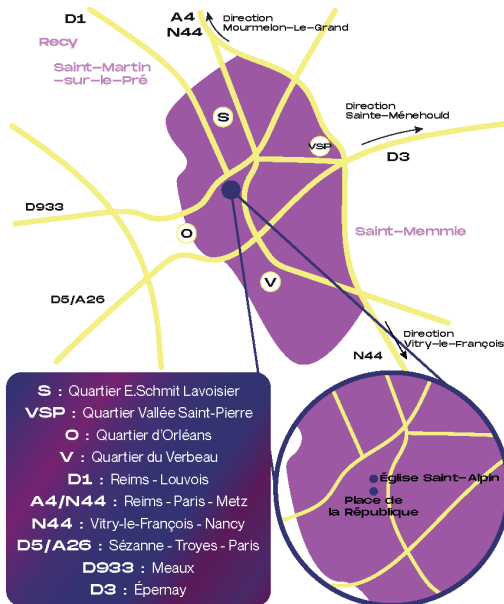 D1
A4
N44
Direction
Mourmelon-Le-Grand
Recy
Saint-Martin
-sur-le-Pré
S
Direction
Sainte-Ménehould
VSP
D3
D933
O
Saint-Memmie
V
D5/A26
Direction
Vitry-le-François
N44
S : Quartier E.Schmit Lavoisier
VSP : Quartier Vallée Saint-Pierre
O : Quartier d'Orléans
V : Quartier du Verbeau
D1 : Reims - Louvois
A4/N44 : Reims - Paris - Metz
N44 : Vitry-le-François - Nancy
D5/A26 : Sézanne - Troyes - Paris
D933 : Meaux
D3 : Épernay
Église Saint-Alpin
Place de
la République